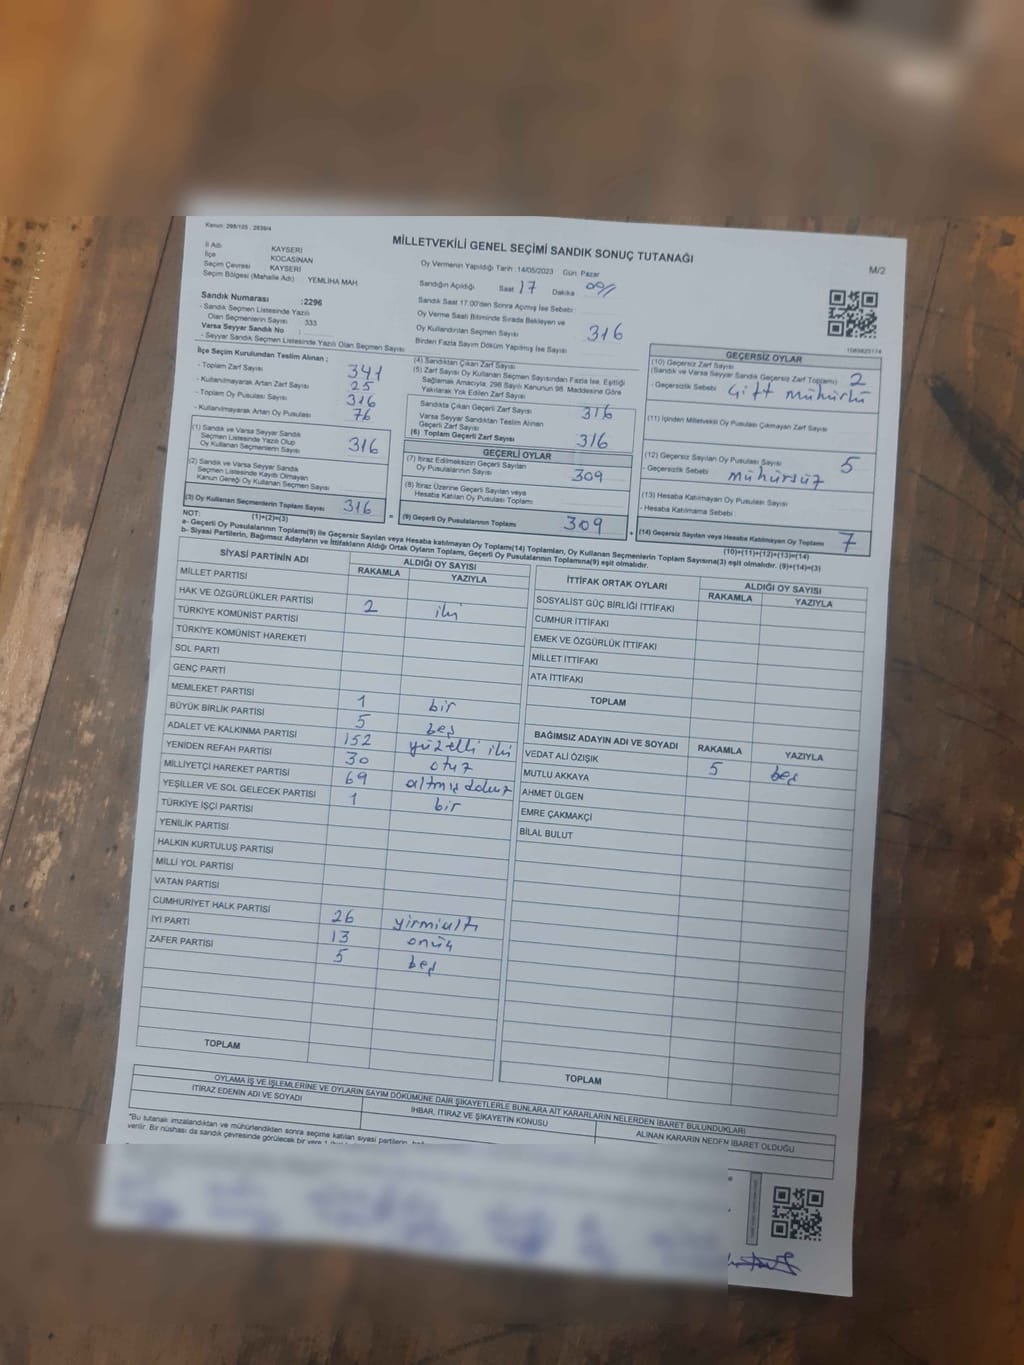 Kanun: 298/105 , 2839/4
MİLLETVEKİLİ GENEL SEÇİMİ SANDIK SONUÇ TUTANAĞI
M/2
İl Adı KAYSERİ
İlçe KOCASİNAN
Seçim Çevresi KAYSERİ
Seçim Bölgesi (Mahalle Adı) YEMLİHA MAH
Sandık Numarası :2296
- Sandık Seçmen Listesinde Yazılı
Olan Seçmenlerin Sayısı 333
Varsa Seyyar Sandık No :
- Seyyar Sandık Seçmen Listesinde Yazılı Olan Seçmen Sayısı
Oy Vermenin Yapıldığı Tarih :14/05/2023 Gün: Pazar
Sandığın Açıldığı Saat 17 Dakika
Sandık Saat 17:00'den Sonra Açımış İse Sebebi
Oy Verme Saati Bitiminde Sırada Bekleyen ve
Oy Kullandırılan Seçmen Sayısı 316
Birden Fazla Sayım Döküm Yapılmış İse Sayısı
İlçe Seçim Kurulundan Teslim Alınan ;
- Toplam Zarf Sayısı 341
- Kullanılmayarak Artan Zarf Sayısı 25
- Toplam Oy Pusulası Sayısı 316
- Kullanılmayarak Artan Oy Pusulası 76
(1) Sandık ve Varsa Seyyar Sandık
Seçmen Listesinde Yazılı Olup
Oy Kullanan Seçmenlerin Sayısı 316
(2) Sandık ve Varsa Seyyar Sandık
Seçmen Listesinde Kayıtlı Olmayan
Kanun Gereği Oy Kullanan Seçmen Sayısı
(3) Oy Kullanan Seçmenlerin Toplam Sayısı 316
(1)+(2)=(3)
(4) Sandıktan Çıkan Zarf Sayısı
(5) Zarf Sayısı Oy Kullanan Seçmen Sayısından Fazla İse, Eşitliği
Sağlamak Amacıyla, 298 Sayılı Kanunun 98. Maddesine Göre
Yakılarak Yok Edilen Zarf Sayısı
Sandıkta Çıkan Geçerli Zarf Sayısı 316
Varsa Seyyar Sandıktan Teslim Alınan
Geçerli Zarf Sayısı
(6) Toplam Geçerli Zarf Sayısı 316
GEÇERLİ OYLAR
(7) İtiraz Edilmeksizin Geçerli Sayılan
Oy Pusulalarının Sayısı 309
(8) İtiraz Üzerine Geçerli Sayılan veya
Hesaba Katılan Oy Pusulası Toplamı
(9) Geçerli Oy Pusulalarının Toplamı 309
GEÇERSİZ OYLAR
(10) Geçersiz Zarf Sayısı
(Sandık ve Varsa Seyyar Sandık Geçersiz Zarf Toplamı) 2
- Geçersizlik Sebebi çift mühürlü
(11) İçinden Milletvekili Oy Pusulası Çıkmayan Zarf Sayısı
(12) Geçersiz Sayılan Oy Pusulası Sayısı 5
- Geçersizlik Sebebi mühürsüz
(13) Hesaba Katılmayan Oy Pusulası Sayısı
- Hesaba Katılmama Sebebi :
(14) Geçersiz Sayılan veya Hesaba Katılmayan Oy Toplamı 7
(10)+(11)+(12)+(13)=(14)
NOT:
a- Geçerli Oy Pusulalarının Toplamı(9) ile Geçersiz Sayılan veya Hesaba Katılmayan Oy Toplamı(14) Toplamları, Oy Kullanan Seçmenlerin Toplam Sayısına(3) eşit olmalıdır. (9)+(14)=(3)
b- Siyasi Partilerin, Bağımsız Adayların ve İttifakların Aldığı Ortak Oyların Toplamı, Geçerli Oy Pusulalarının Toplamına(9) eşit olmalıdır.
SİYASİ PARTİNİN ADI ALDIĞI OY SAYISI
RAKAMLA YAZIYLA
MİLLET PARTİSİ
HAK VE ÖZGÜRLÜKLER PARTİSİ
TÜRKİYE KOMÜNİST PARTİSİ 2 iki
TÜRKİYE KOMÜNİST HAREKETİ
SOL PARTİ
GENÇ PARTİ
MEMLEKET PARTİSİ 1 bir
BÜYÜK BİRLİK PARTİSİ 5 beş
ADALET VE KALKINMA PARTİSİ 152 yüzelli iki
YENİDEN REFAH PARTİSİ 30 otuz
MİLLİYETÇİ HAREKET PARTİSİ 69 altmış dokuz
YEŞİLLER VE SOL GELECEK PARTİSİ 1 bir
TÜRKİYE İŞÇİ PARTİSİ
YENİLİK PARTİSİ
HALKIN KURTULUŞ PARTİSİ
MİLLİ YOL PARTİSİ
VATAN PARTİSİ
CUMHURİYET HALK PARTİSİ 26 yirmialtı
İYİ PARTİ 13 onüç
ZAFER PARTİSİ 5 beş
TOPLAM
İTTİFAK ORTAK OYLARI ALDIĞI OY SAYISI
RAKAMLA YAZIYLA
SOSYALİST GÜÇ BİRLİĞİ İTTİFAKI
CUMHUR İTTİFAKI
EMEK VE ÖZGÜRLÜK İTTİFAKI
MİLLET İTTİFAKI
ATA İTTİFAKI
TOPLAM
BAĞIMSIZ ADAYIN ADI VE SOYADI RAKAMLA YAZIYLA
VEDAT ALİ ÖZIŞIK 5 beş
MUTLU AKKAYA
AHMET ÜLGEN
EMRE ÇAKMAKÇİ
BİLAL BULUT
TOPLAM
OYLAMA İŞ VE İŞLEMLERİNE VE OYLARIN SAYIM DÖKÜMÜNE DAİR ŞİKAYETLERLE BUNLARA AİT KARARLARIN NELERDEN İBARET BULUNDUKLARI
İTİRAZ EDENİN ADI VE SOYADI
İHBAR, İTİRAZ VE ŞİKAYETİN KONUSU
ALINAN KARARIN NEDEN İBARET OLDUĞU
"Bu tutanak imzalandıktan ve mühürlendikten sonra seçime katılan siyasi partilerin,
verilir. Bir nüshası da sandık çevresinde görülecek bir yere